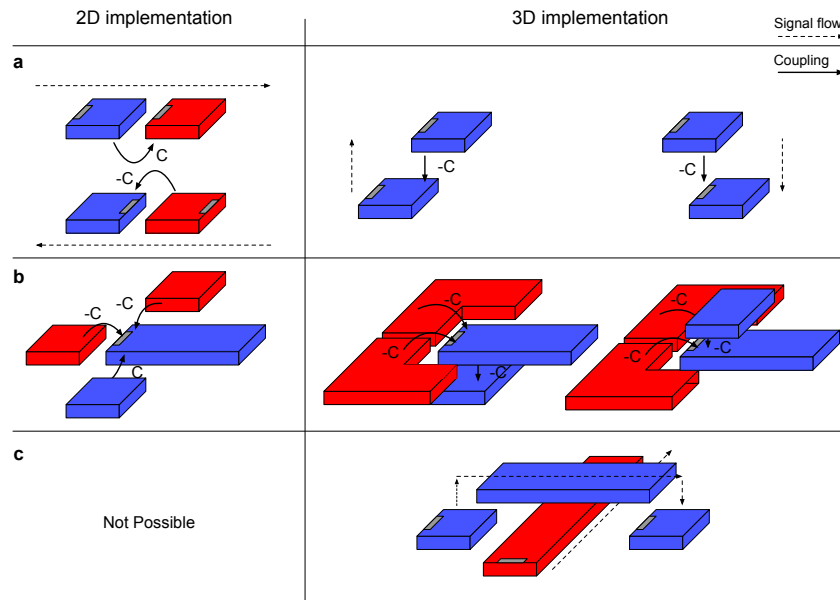 2D implementation
3D implementation
Signal flow
Coupling
a
C
-C
-C
-C
b
-C
-C
C
-C
-C
-C
-C
-C
-C
c
Not Possible